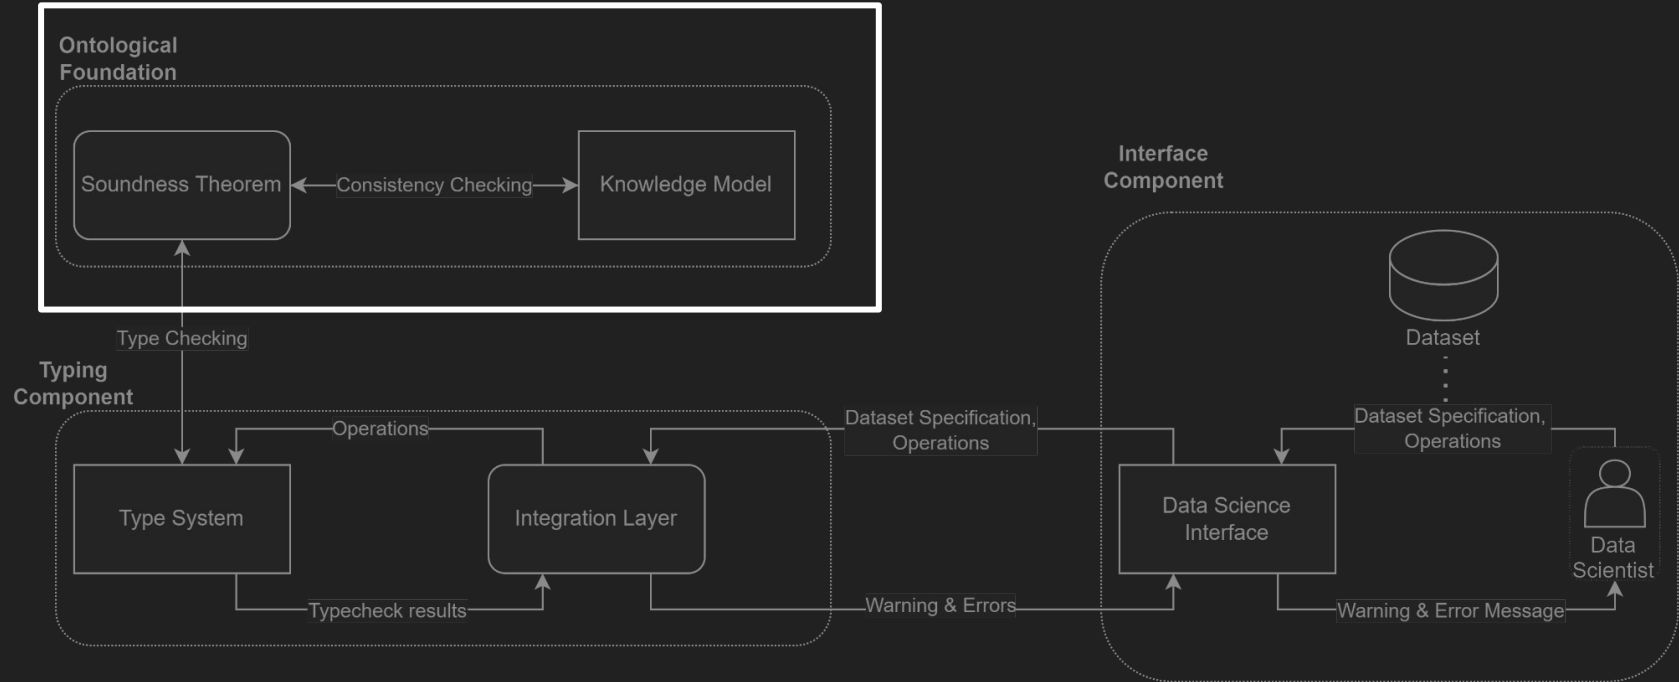 Ontological
Foundation
Soundness Theorem
Consistency Checking
Knowledge Model
Type Checking
Typing
Component
Operations
Type System
Integration Layer
Typecheck results
Dataset Specification,
Operations
Warning & Errors
Interface
Component
Dataset
Dataset Specification,
Operations
Data Science
Interface
Data
Scientist
Warning & Error Message